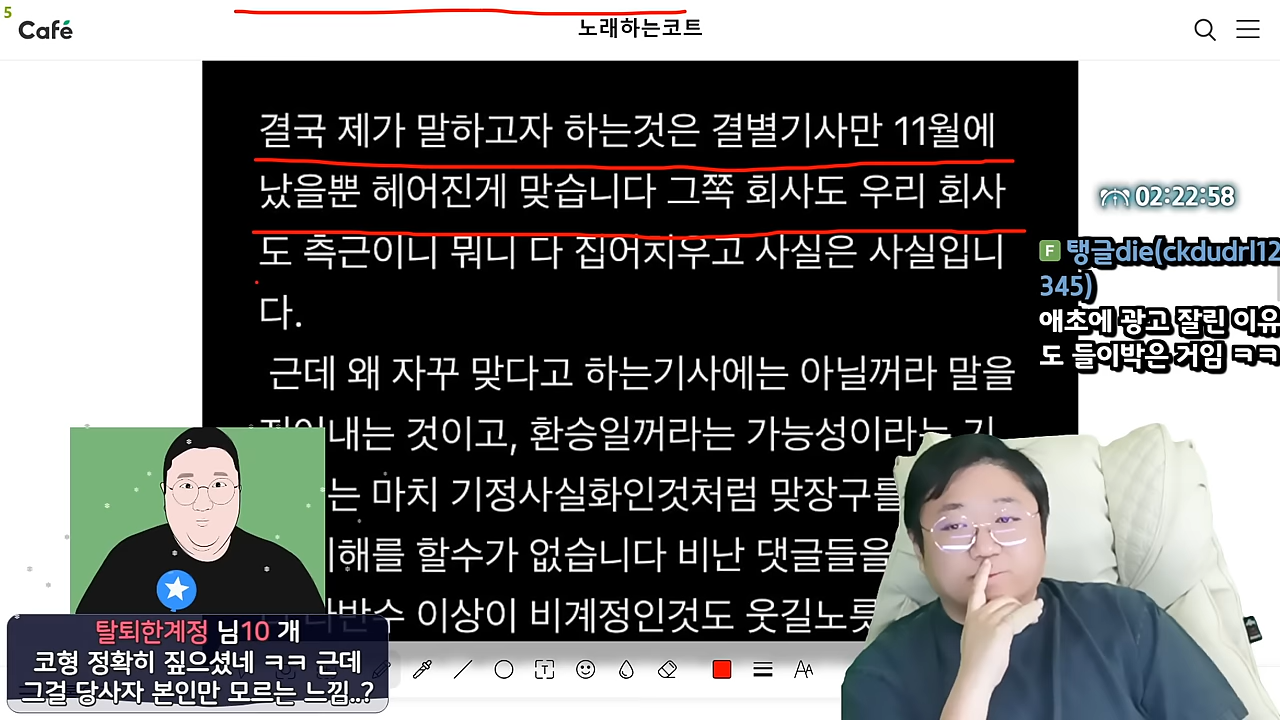 5
Café
노래하는코트
결국 제가 말하고자 하는것은 결별기사만 11월에
났을뿐 헤어진게 맞습니다 그쪽 회사도 우리 회사
도 측근이니 뭐니 다 집어치우고 사실은 사실입니
다.
근데 왜 자꾸 맞다고 하는기사에는 아닐꺼라 말을
내는 것이고, 환승일꺼라는 가능성이라는
는 마치 기정사실화인것처럼 맞장구를
해를 할수가 없습니다 비난 댓글들을
이상이 비계정인것도 웃길노릇
02:22:58
F 탱글die(ckdudrl12
345)
애초에 광고 잘린 이유
도 들이박은 거임 ㅋㅋ
탈퇴한계정 님10 개
코형 정확히 짚으셨네 ㅋㅋ 근데
그걸 당사자 본인만 모르는 느낌..?
T
AA